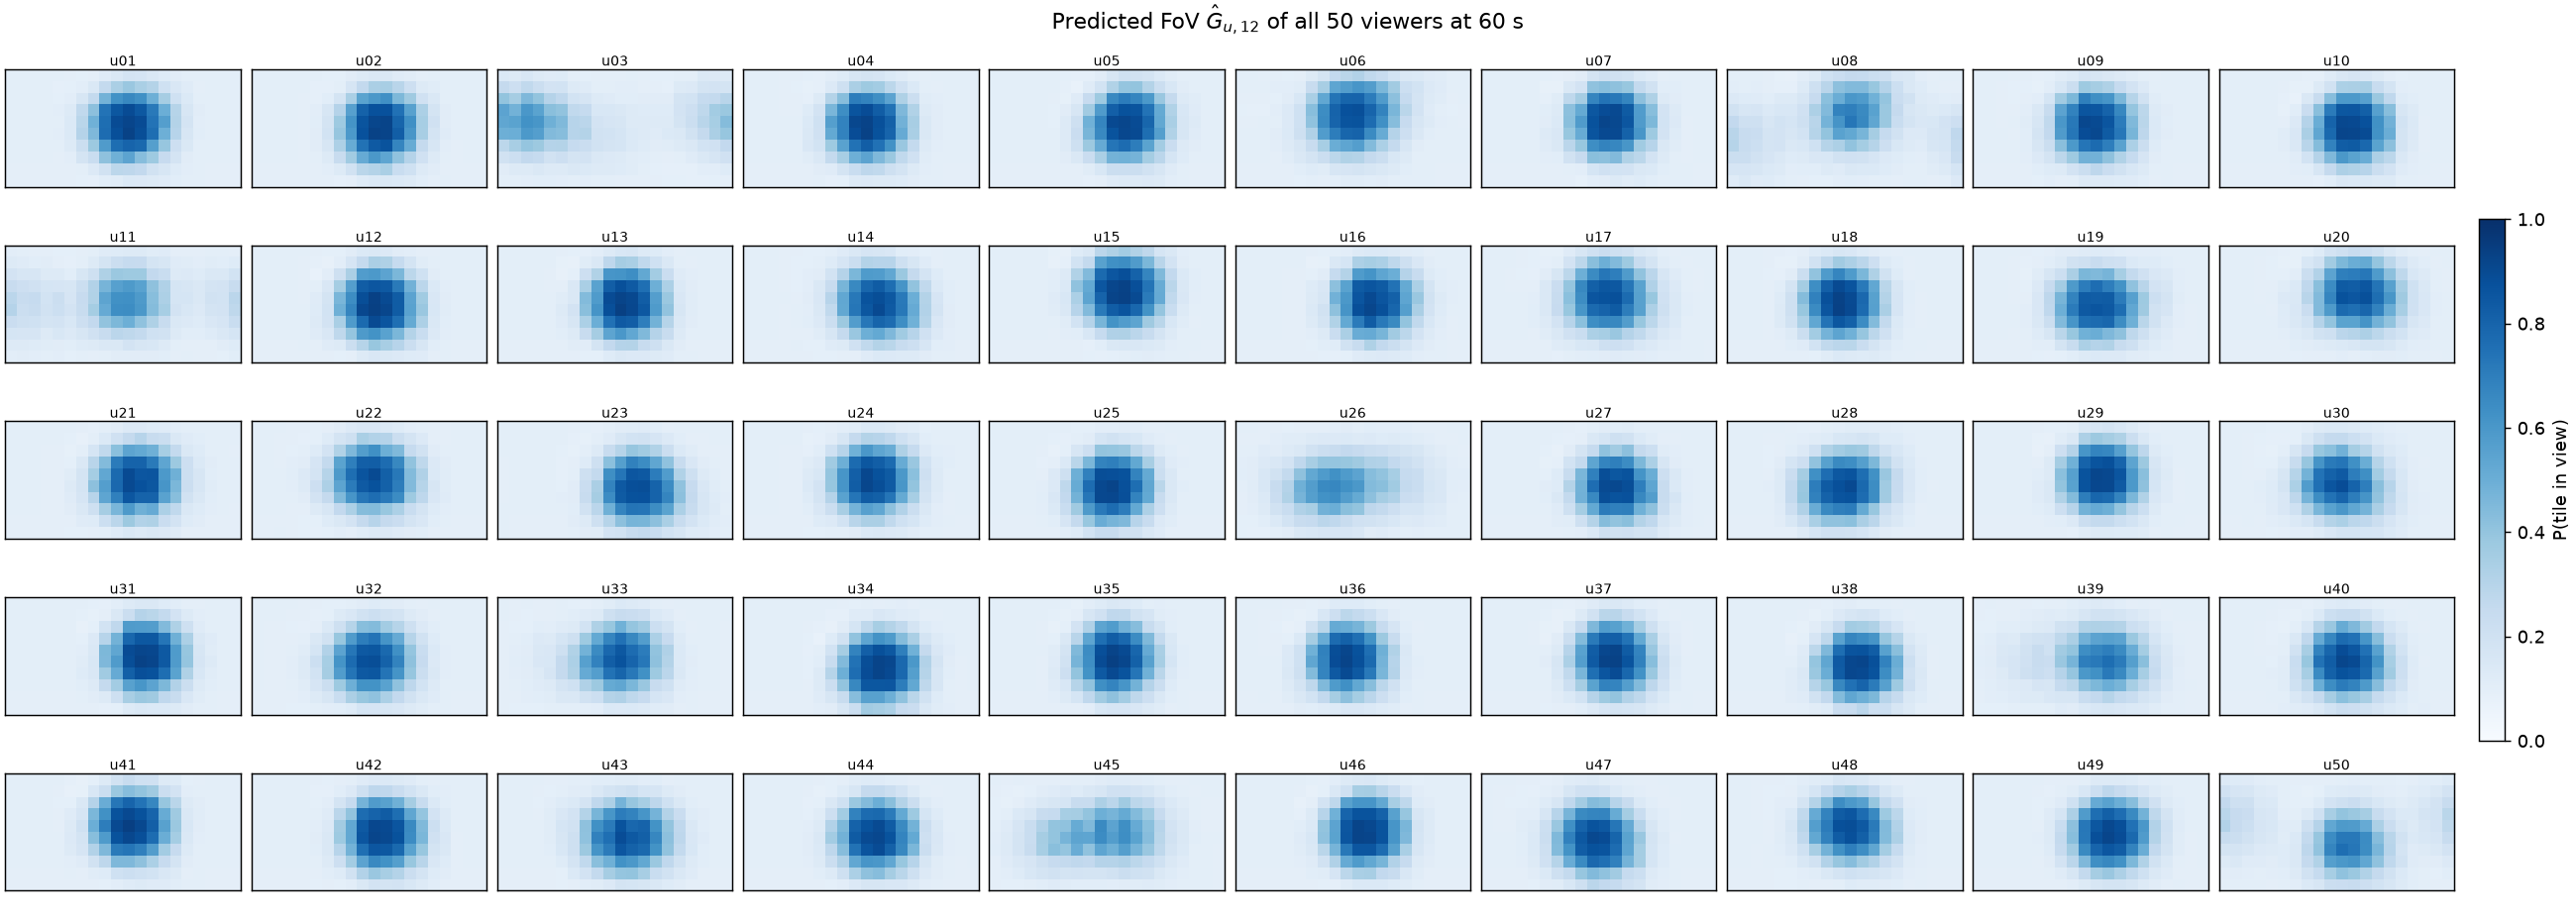 Predicted FoV Ĝu, 12 of all 50 viewers at 60 s
u01 u02 u03 u04 u05 u06 u07 u08 u09 u10
u11 u12 u13 u14 u15 u16 u17 u18 u19 u20
u21 u22 u23 u24 u25 u26 u27 u28 u29 u30
u31 u32 u33 u34 u35 u36 u37 u38 u39 u40
u41 u42 u43 u44 u45 u46 u47 u48 u49 u50
1.0
0.8
0.6
0.4
0.2
0.0
P(tile in view)